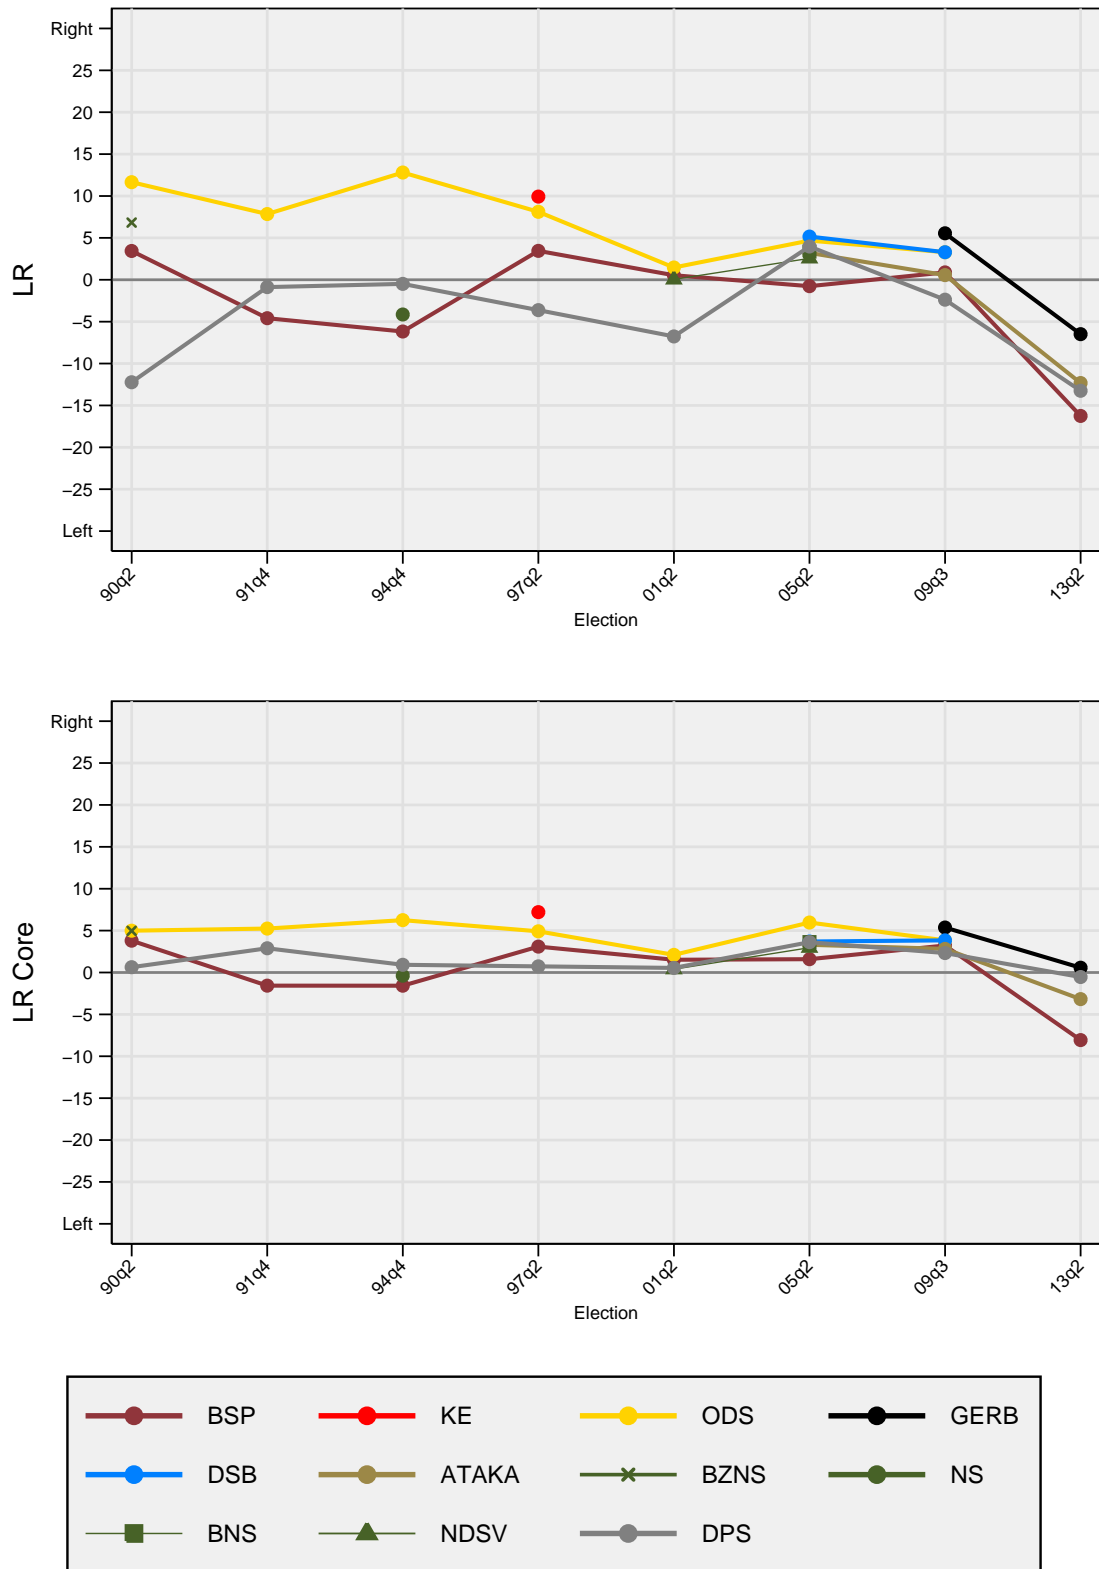 Right
25
20
15
10
5
0
−5
−10
−15
−20
−25
Left
LR
90q2 91q4 94q4 97q2 01q2 05q2 09q3 13q2
Election
Right
25
20
15
10
5
0
−5
−10
−15
−20
−25
Left
LR Core
90q2 91q4 94q4 97q2 01q2 05q2 09q3 13q2
Election
BSP KE ODS GERB
DSB ATAKA BZNS NS
BNS NDSV DPS